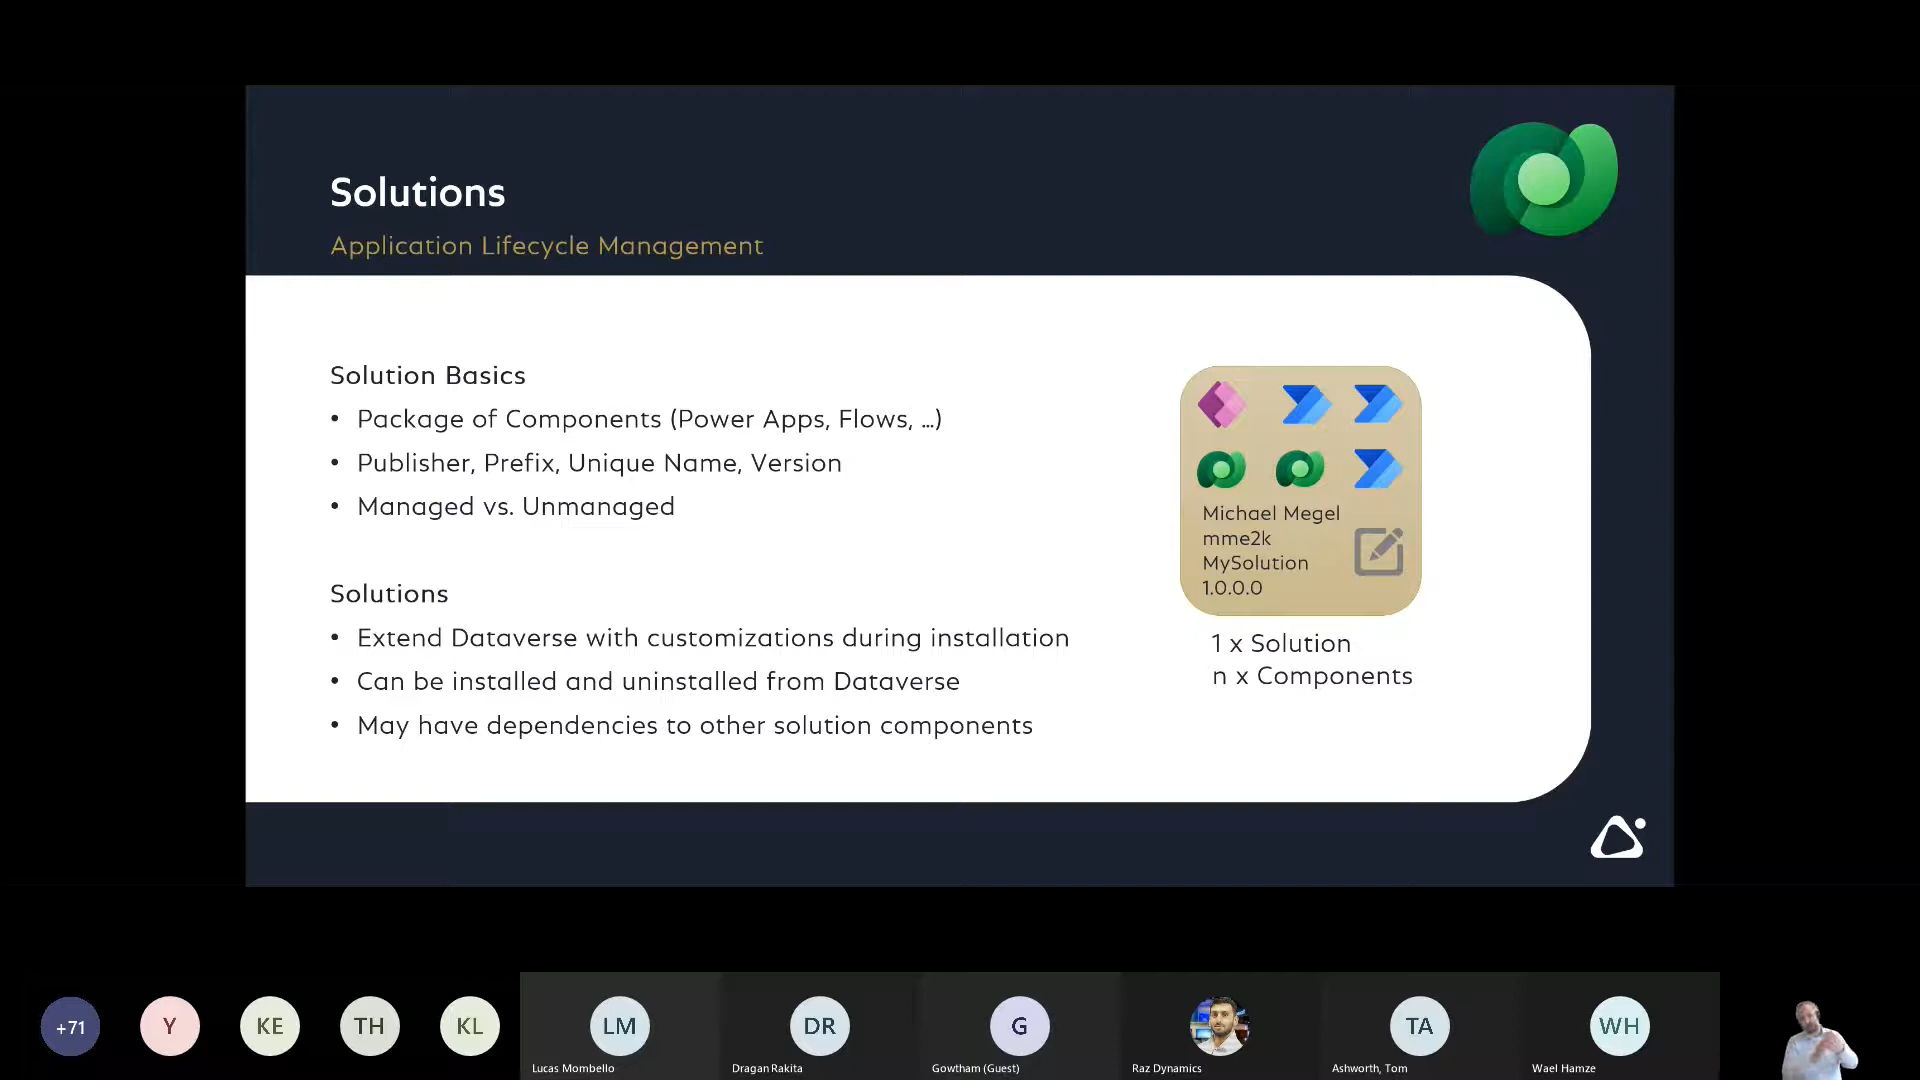 Solutions
Application Lifecycle Management
Solution Basics
• Package of Components (Power Apps, Flows, ...)
• Publisher, Prefix, Unique Name, Version
• Managed vs. Unmanaged
Solutions
• Extend Dataverse with customizations during installation
• Can be installed and uninstalled from Dataverse
• May have dependencies to other solution components
Michael Megel
mme2k
MySolution
1.0.0.0
1 x Solution
n x Components
+71
Y
KE
TH
KL
LM
DR
G
TA
WH
Lucas Mombello
Dragan Rakita
Gowtham (Guest)
Raz Dynamics
Ashworth, Tom
Wael Hamze